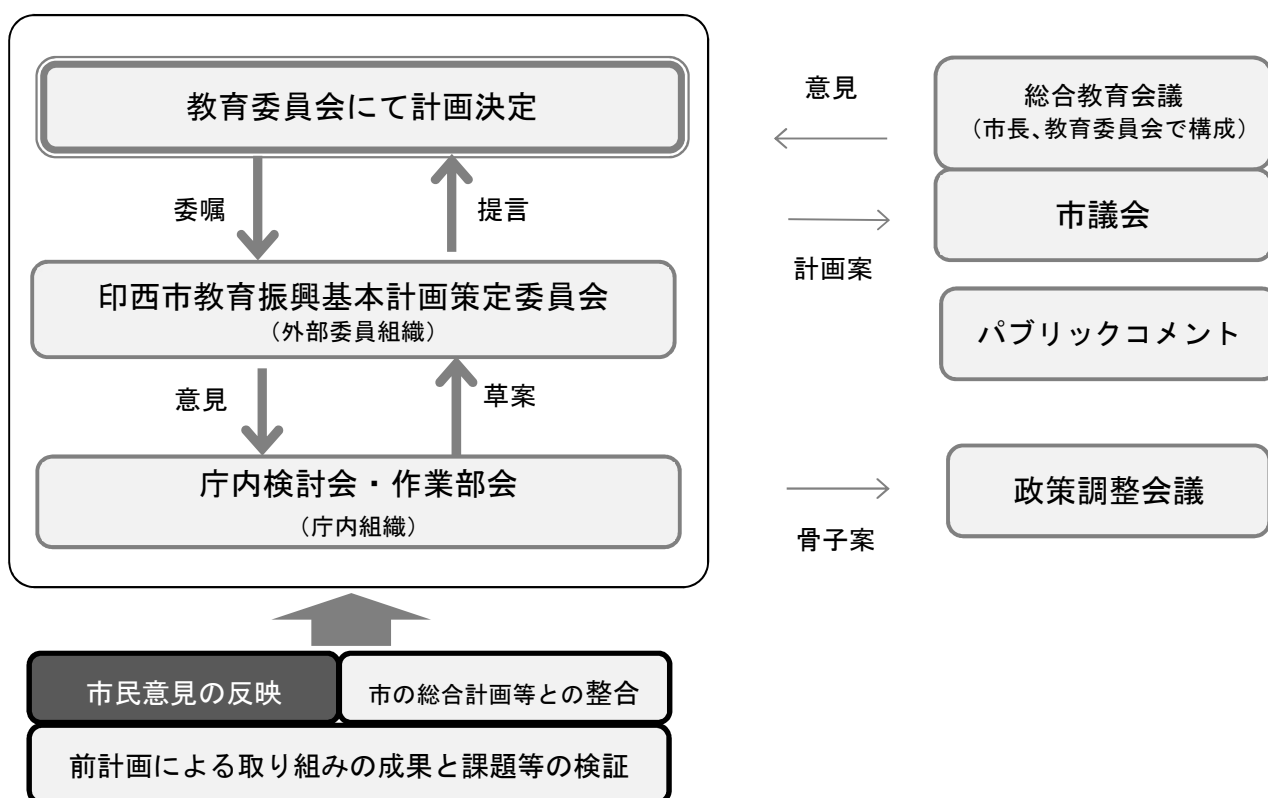 教育委員会にて計画決定
委嘱
提言
印西市教育振興基本計画策定委員会
（外部委員組織）
意見
草案
庁内検討会・作業部会
（庁内組織）
意見
計画案
骨子案
総合教育会議
（市長、教育委員会で構成）
市議会
パブリックコメント
政策調整会議
市民意見の反映
市の総合計画等との整合
前計画による取り組みの成果と課題等の検証